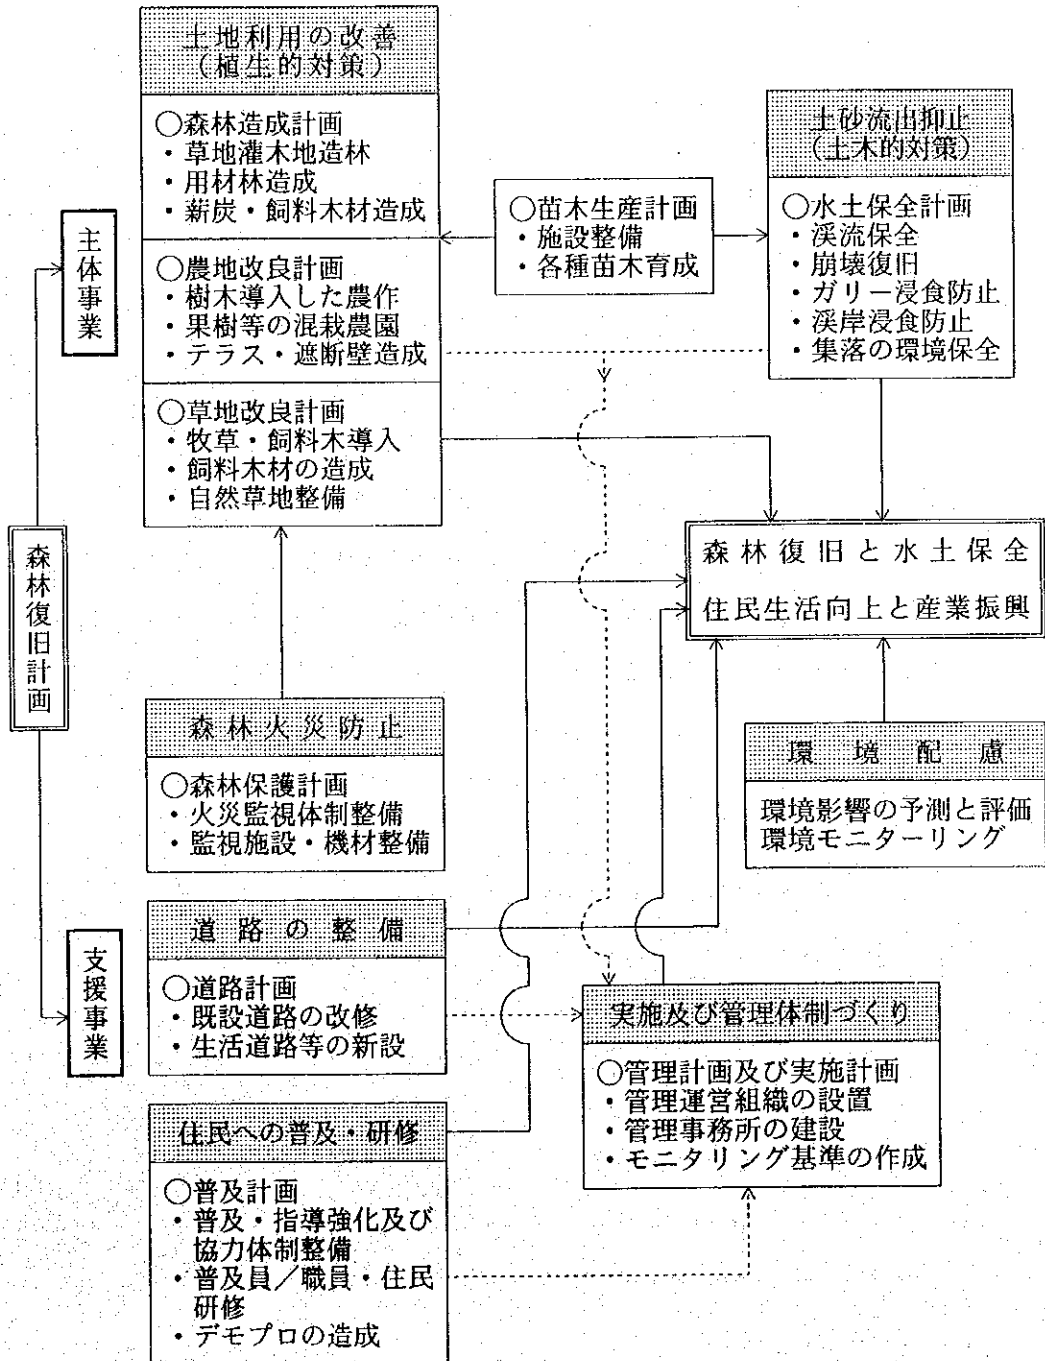 土地利用の改善
(植生的対策)
○森林造成計画
・草地灌木地造林
・用材林造成
・薪炭・飼料木材造成
○農地改良計画
・樹木導入した農作
・果樹等の混栽農園
・テラス・遮断壁造成
○草地改良計画
・牧草・飼料木導入
・飼料木材の造成
・自然草地整備
○苗木生産計画
・施設整備
・各種苗木育成
土砂流出抑止
(土木的対策)
○水土保全計画
・渓流保全
・崩壊復旧
・ガリー浸食防止
・渓岸浸食防止
・集落の環境保全
主体事業
森林復旧計画
支援事業
森林復旧と水土保全
住民生活向上と産業振興
森林火災防止
○森林保護計画
・火災監視体制整備
・監視施設・機材整備
環境配慮
環境影響の予測と評価
環境モニターリング
道路の整備
○道路計画
・既設道路の改修
・生活道路等の新設
実施及び管理体制づくり
○管理計画及び実施計画
・管理運営組織の設置
・管理事務所の建設
・モニタリング基準の作成
住民への普及・研修
○普及計画
・普及・指導強化及び
協力体制整備
・普及員/職員・住民
研修
・デモプロの造成